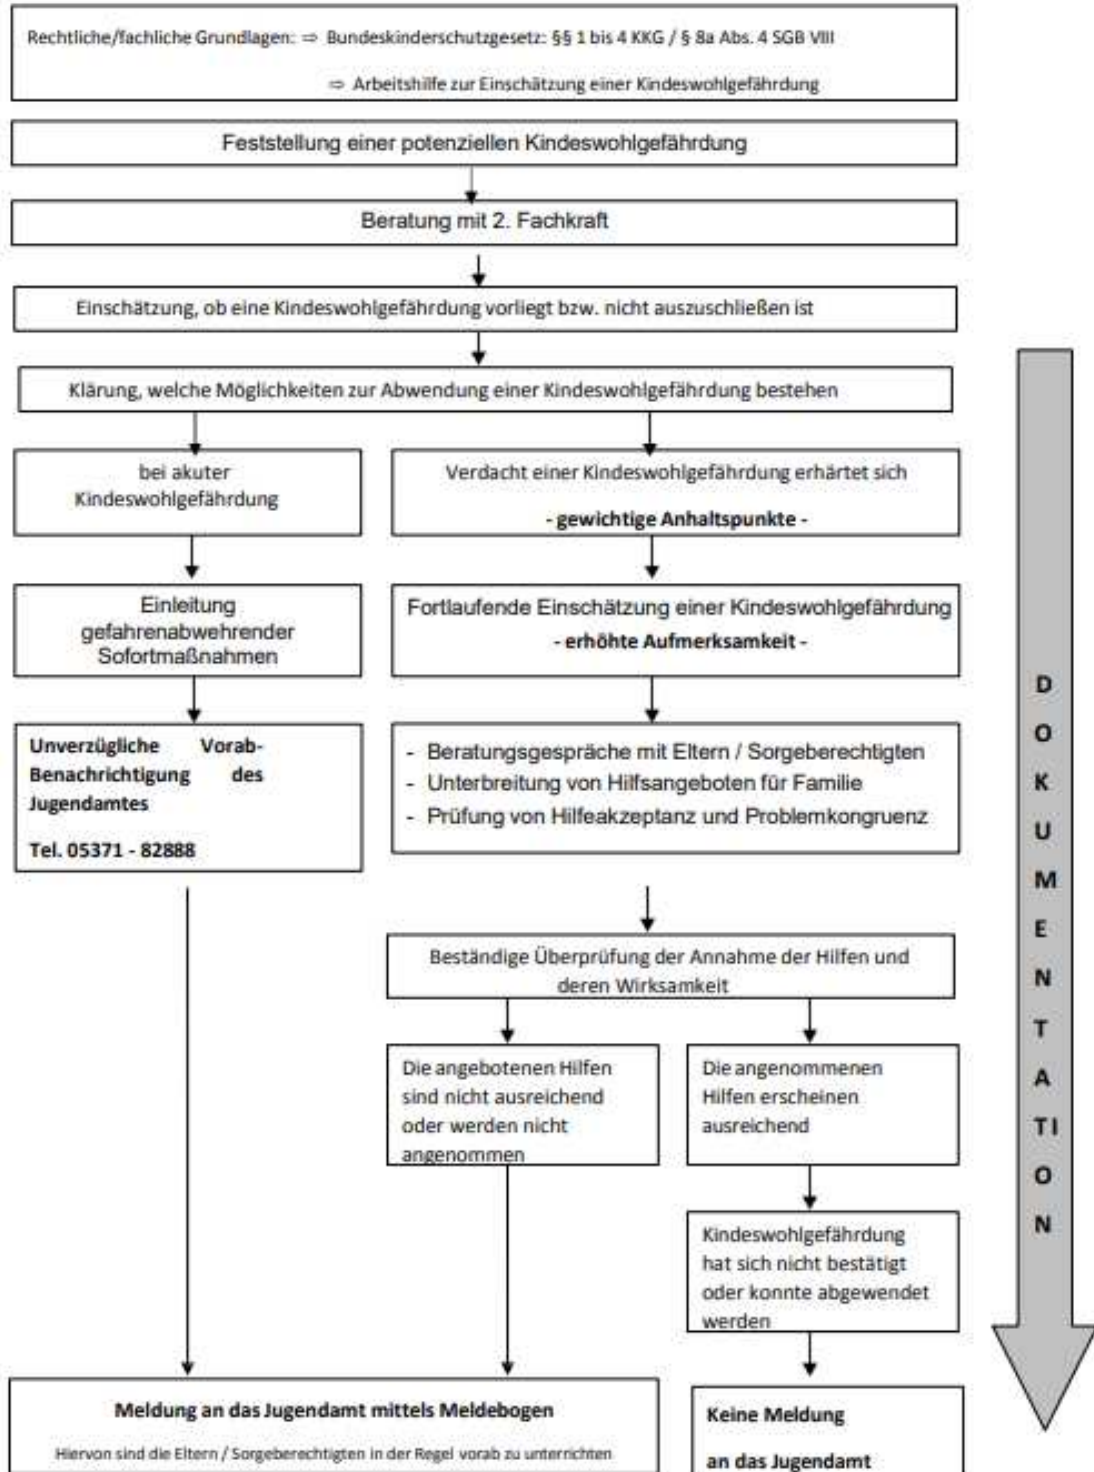 Rechtliche/fachliche Grundlagen: ⇨ Bundeskinderschutzgesetz: §§ 1 bis 4 KKG / § 8a Abs. 4 SGB VIII
⇨ Arbeitshilfe zur Einschätzung einer Kindeswohlgefährdung
Feststellung einer potenziellen Kindeswohlgefährdung
Beratung mit 2. Fachkraft
Einschätzung, ob eine Kindeswohlgefährdung vorliegt bzw. nicht auszuschließen ist
Klärung, welche Möglichkeiten zur Abwendung einer Kindeswohlgefährdung bestehen
bei akuter
Kindeswohlgefährdung
Verdacht einer Kindeswohlgefährdung erhärtet sich
- gewichtige Anhaltspunkte -
Einleitung
gefahrenabwehrender
Sofortmaßnahmen
Fortlaufende Einschätzung einer Kindeswohlgefährdung
- erhöhte Aufmerksamkeit -
Unverzügliche Vorab-
Benachrichtigung des
Jugendamtes
Tel. 05371 - 82888
- Beratungsgespräche mit Eltern / Sorgeberechtigten
- Unterbreitung von Hilfsangeboten für Familie
- Prüfung von Hilfeakzeptanz und Problemkongruenz
Beständige Überprüfung der Annahme der Hilfen und
deren Wirksamkeit
Die angebotenen Hilfen
sind nicht ausreichend
oder werden nicht
angenommen
Die angenommenen
Hilfen erscheinen
ausreichend
Kindeswohlgefährdung
hat sich nicht bestätigt
oder konnte abgewendet
werden
Meldung an das Jugendamt mittels Meldebogen
Hiervon sind die Eltern / Sorgeberechtigten in der Regel vorab zu unterrichten
Keine Meldung
an das Jugendamt
D
O
K
U
M
E
N
T
A
TI
O
N